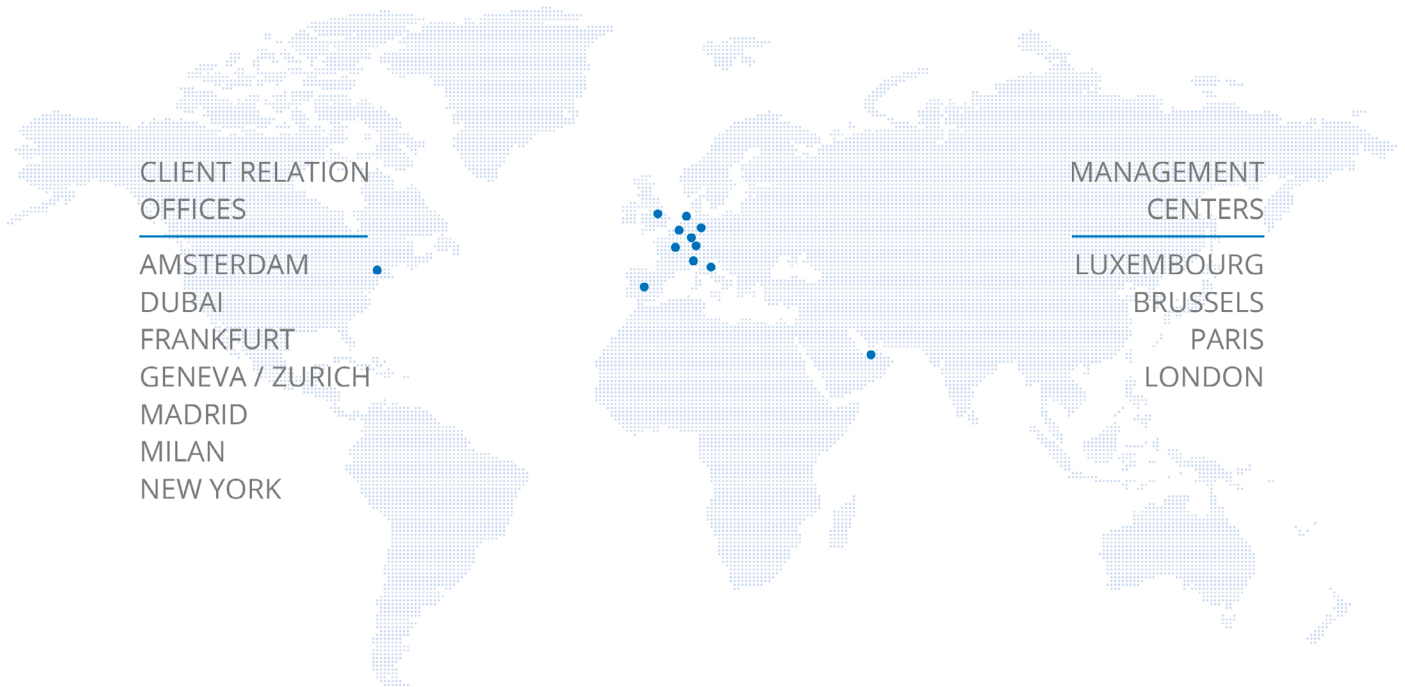 CLIENT RELATION
OFFICES
AMSTERDAM
DUBAI
FRANKFURT
GENEVA / ZURICH
MADRID
MILAN
NEW YORK
MANAGEMENT
CENTERS
LUXEMBOURG
BRUSSELS
PARIS
LONDON